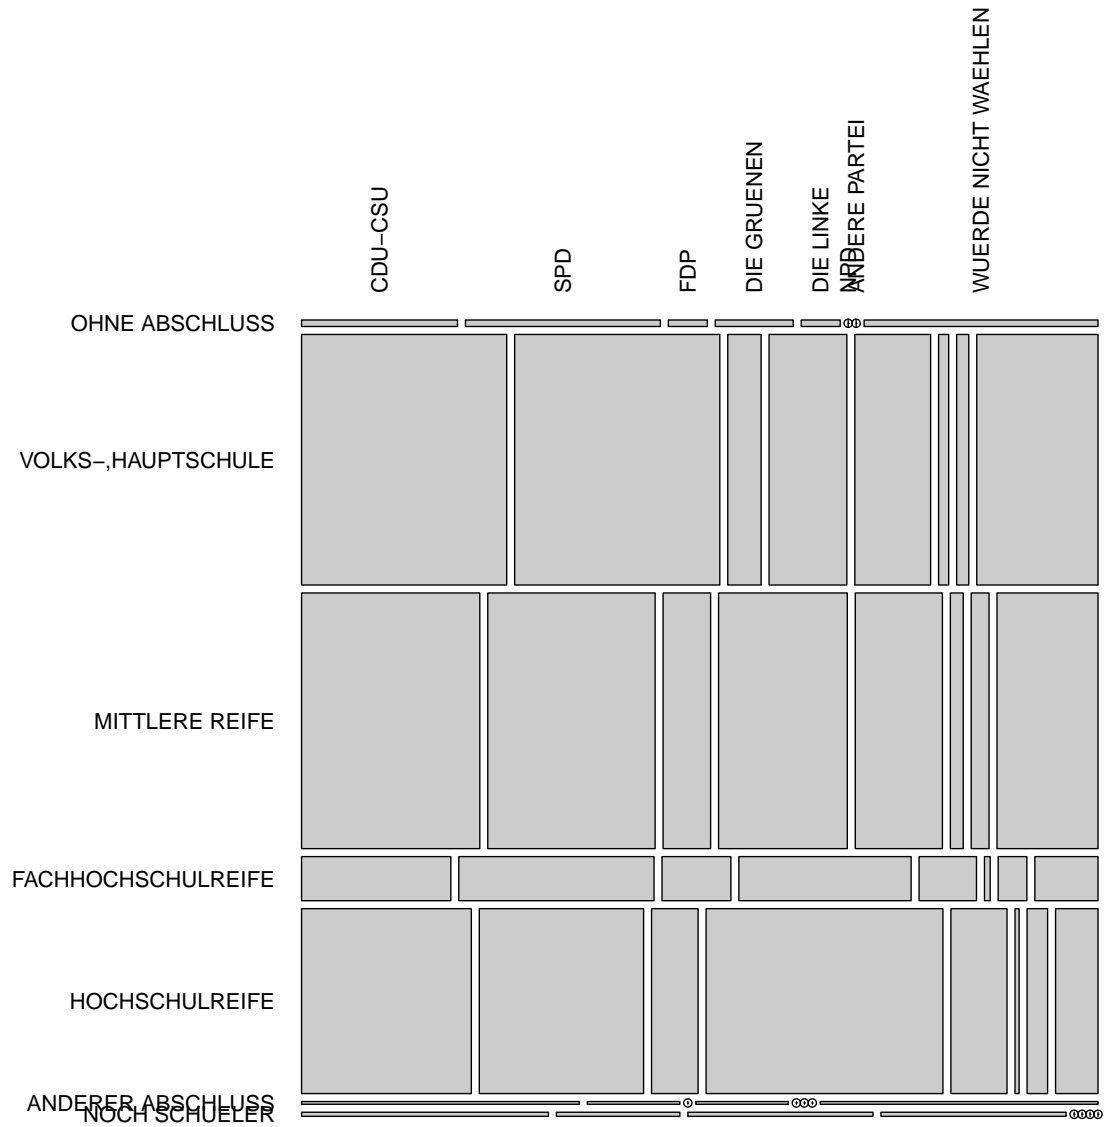 CDU−CSU
SPD
FDP
DIE GRUENEN
DIE LINKE
NPD
ANDERE PARTEI
WUERDE NICHT WAEHLEN
OHNE ABSCHLUSS
VOLKS−,HAUPTSCHULE
MITTLERE REIFE
FACHHOCHSCHULREIFE
HOCHSCHULREIFE
ANDERER ABSCHLUSS
NOCH SCHUELER